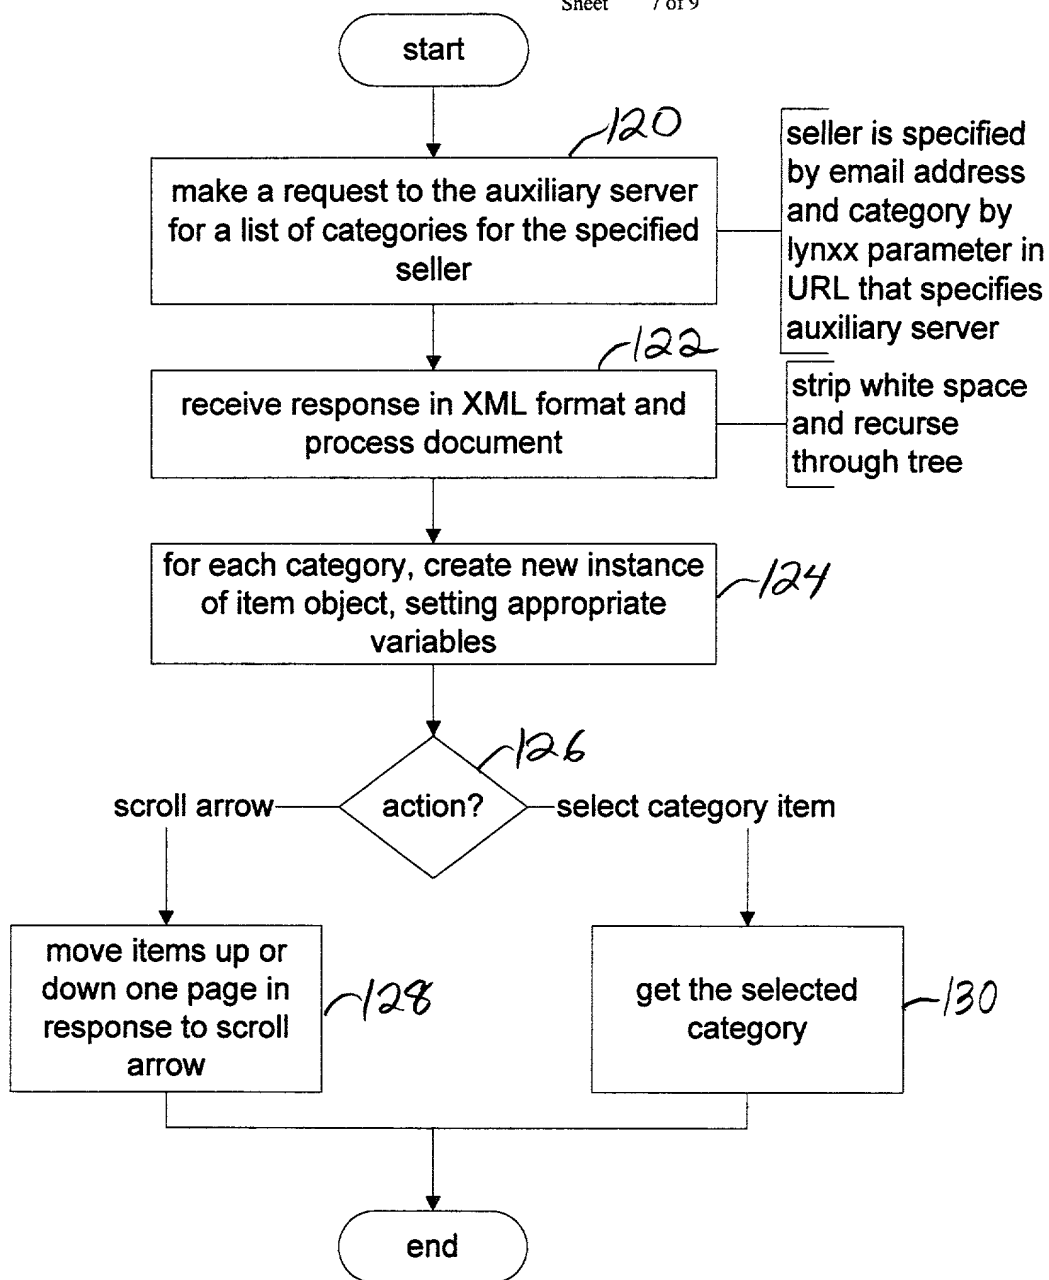 Sheet 7 of 9
start
120
make a request to the auxiliary server
for a list of categories for the specified
seller
seller is specified
by email address
and category by
lynxx parameter in
URL that specifies
auxiliary server
122
receive response in XML format and
process document
strip white space
and recurse
through tree
for each category, create new instance
of item object, setting appropriate
variables
124
126
scroll arrow
action?
select category item
move items up or
down one page in
response to scroll
arrow
128
get the selected
category
130
end